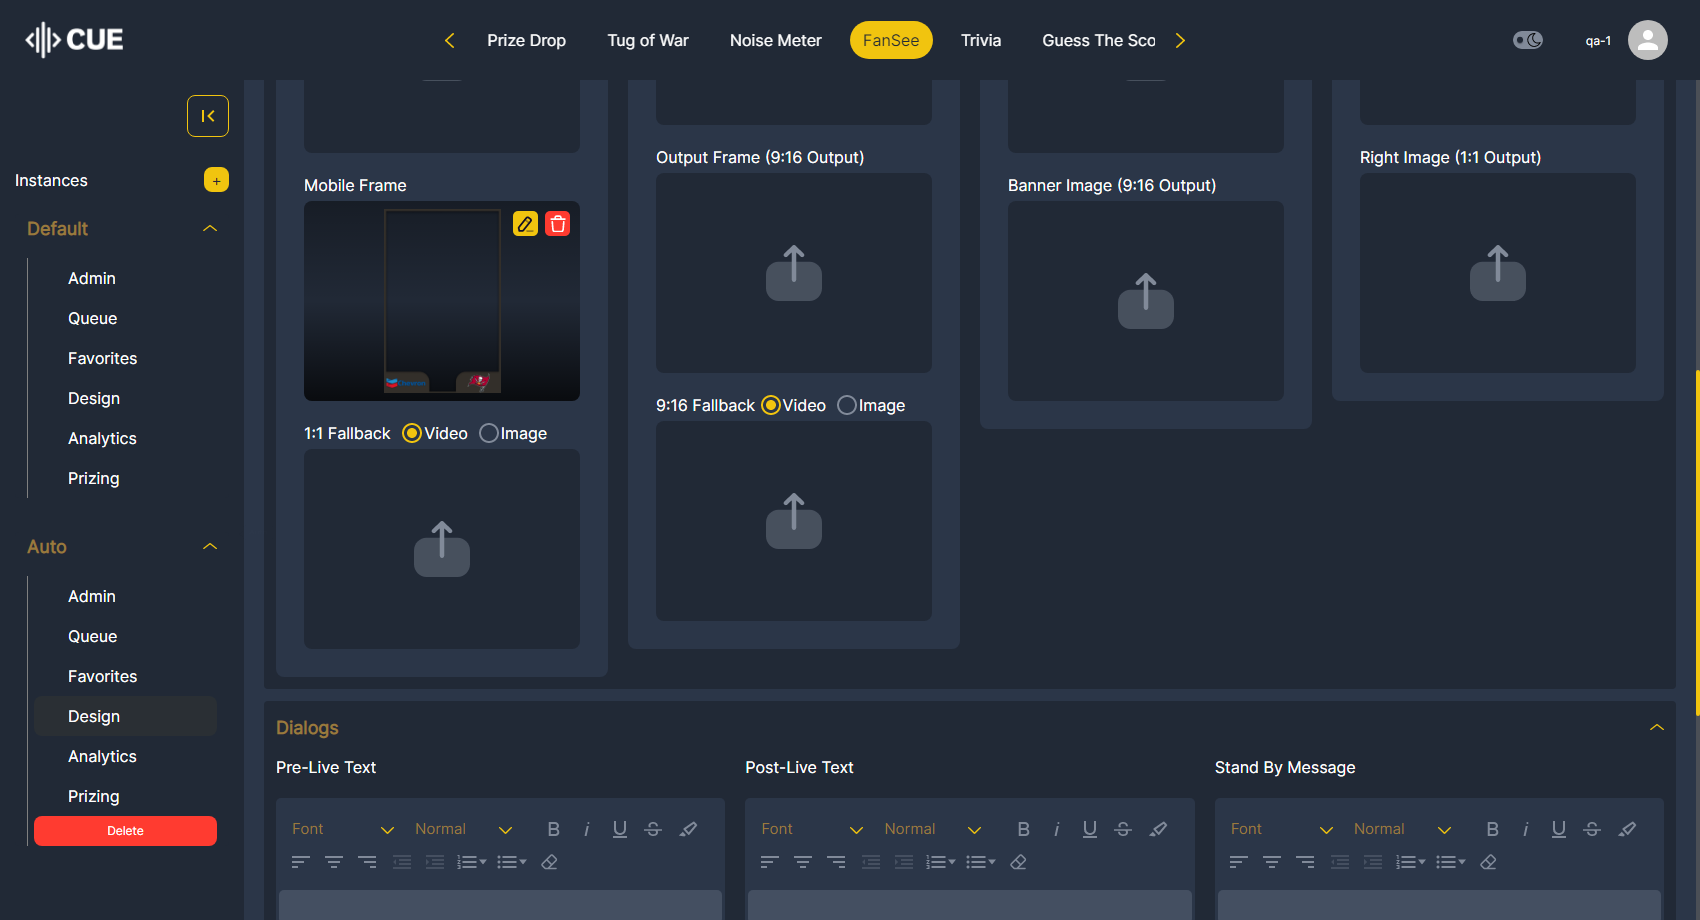 CUE
Prize Drop
Tug of War
Noise Meter
FanSee
Trivia
Guess The Sco
qa-1
Instances
+
Default
Admin
Queue
Favorites
Design
Analytics
Prizing
Auto
Admin
Queue
Favorites
Design
Analytics
Prizing
Delete
Mobile Frame
1:1 Fallback Video Image
Output Frame (9:16 Output)
9:16 Fallback Video Image
Banner Image (9:16 Output)
Right Image (1:1 Output)
Dialogs
Pre-Live Text
Font Normal B i U S
Post-Live Text
Font Normal B i U S
Stand By Message
Font Normal B i U S